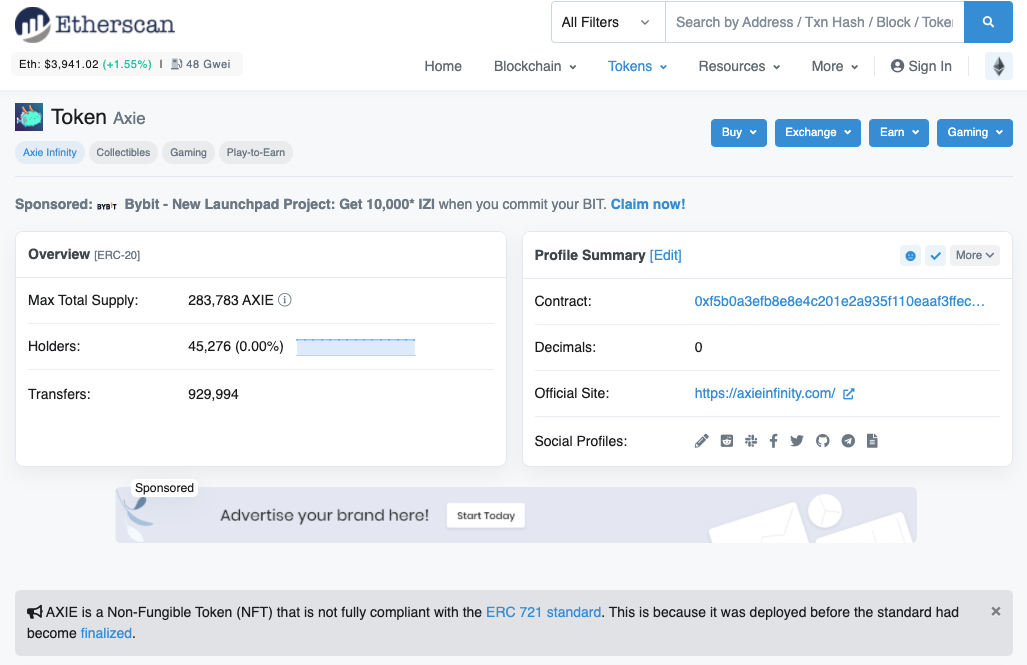 Etherscan
All Filters
Search by Address / Txn Hash / Block / Token
Eth: $3,941.02 (+1.55%) | 48 Gwei
Home Blockchain Tokens Resources More Sign In
Token Axie
Axie Infinity Collectibles Gaming Play-to-Earn
Buy Exchange Earn Gaming
Sponsored: BYBIT Bybit - New Launchpad Project: Get 10,000* IZI when you commit your BIT. Claim now!
Overview [ERC-20]
Max Total Supply: 283,783 AXIE
Holders: 45,276 (0.00%)
Transfers: 929,994
Profile Summary [Edit]
More
Contract: 0xf5b0a3efb8e8e4c201e2a935f110eaaf3ffec...
Decimals: 0
Official Site: https://axieinfinity.com/
Social Profiles:
Sponsored
Advertise your brand here! Start Today
AXIE is a Non-Fungible Token (NFT) that is not fully compliant with the ERC 721 standard. This is because it was deployed before the standard had
become finalized.